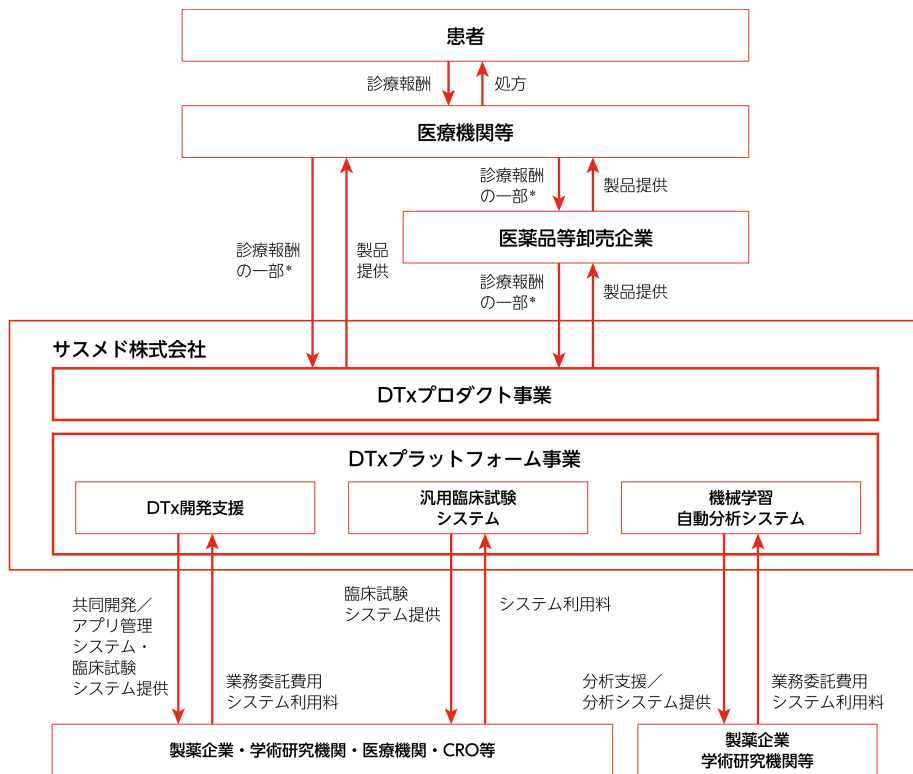 患者
診療報酬
処方
医療機関等
診療報酬
の一部*
製品提供
医薬品等卸売企業
診療報酬
の一部*
製品
提供
診療報酬
の一部*
製品提供
サスメド株式会社
DTxプロダクト事業
DTxプラットフォーム事業
DTx開発支援
汎用臨床試験
システム
機械学習
自動分析システム
共同開発／
アプリ管理
システム・
臨床試験
システム提供
業務委託費用
システム利用料
臨床試験
システム提供
システム利用料
分析支援／
分析システム提供
業務委託費用
システム利用料
製薬企業・学術研究機関・医療機関・CRO等
製薬企業
学術研究機関等